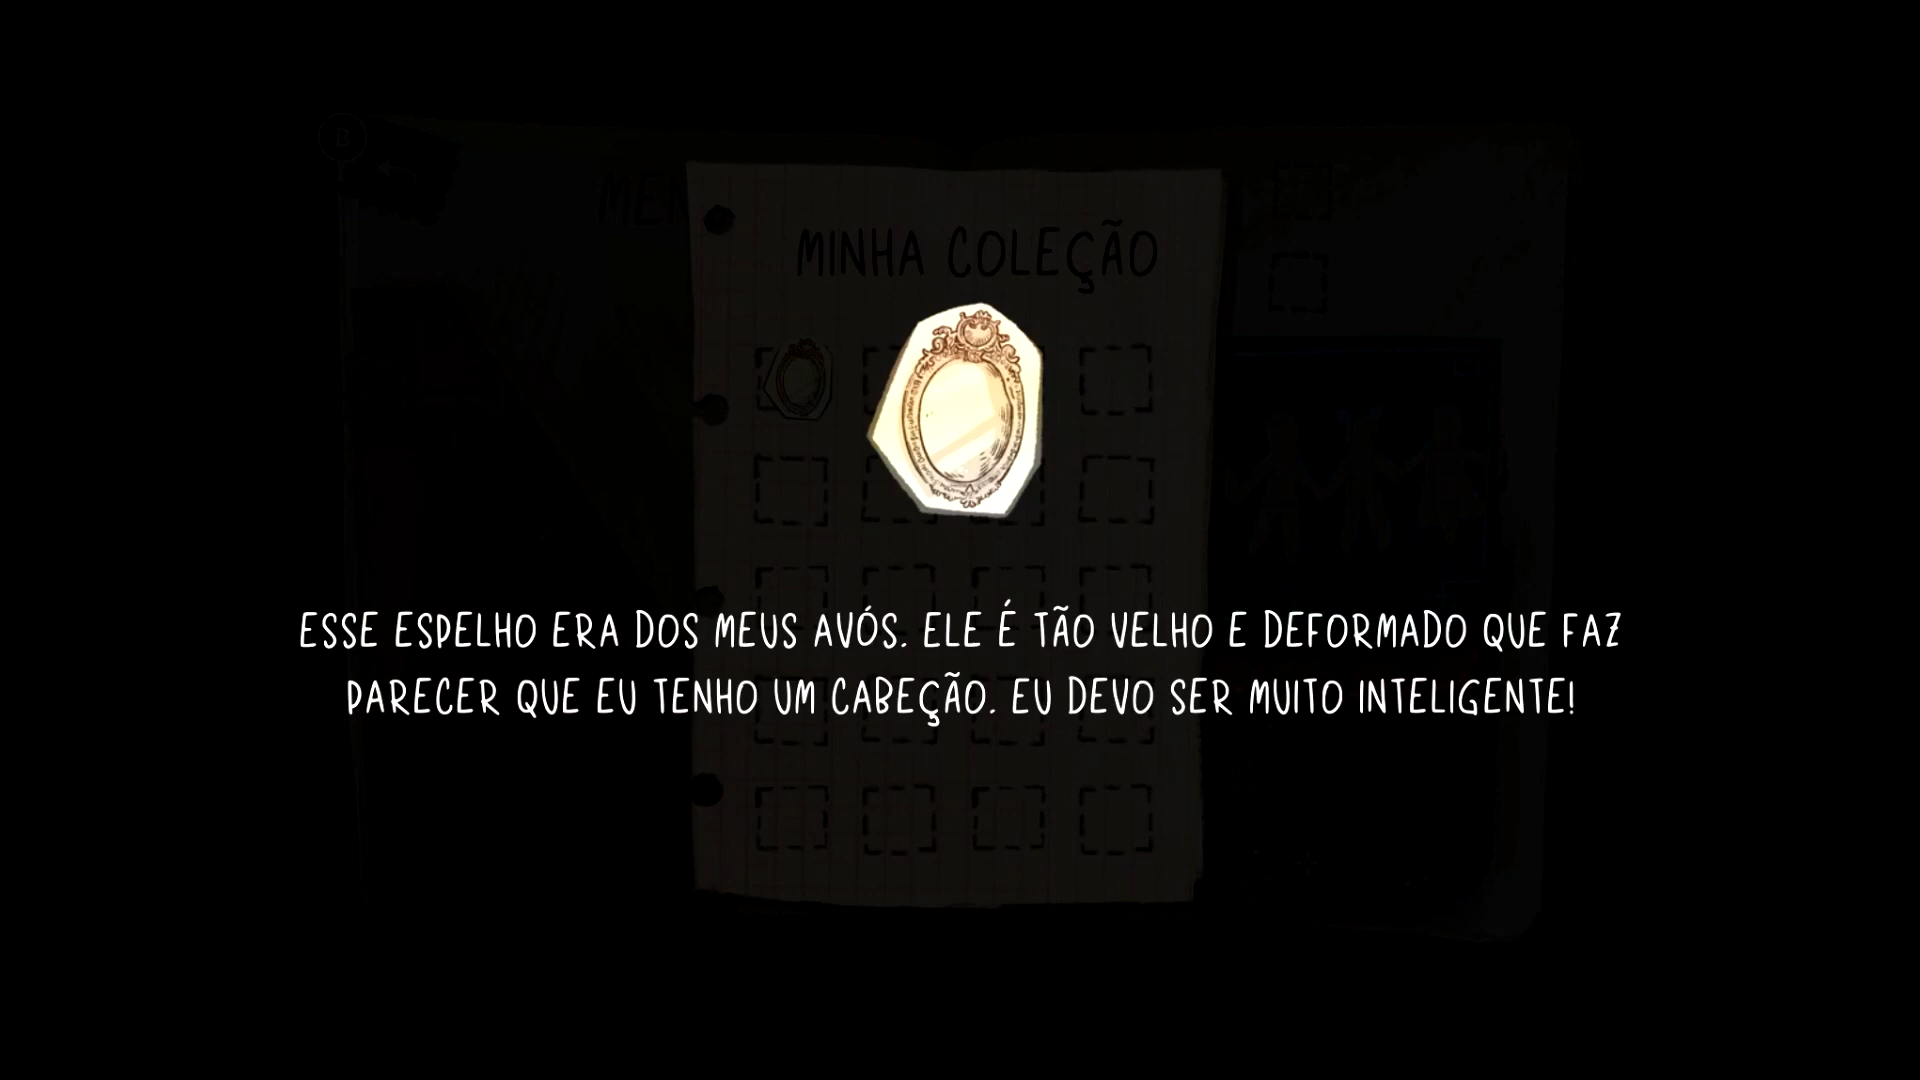 B
MEN
MINHA COLEÇÃO
ESSE ESPELHO ERA DOS MEUS AVÓS. ELE É TÃO VELHO E DEFORMADO QUE FAZ
PARECER QUE EU TENHO UM CABEÇÃO. EU DEVO SER MUITO INTELIGENTE!